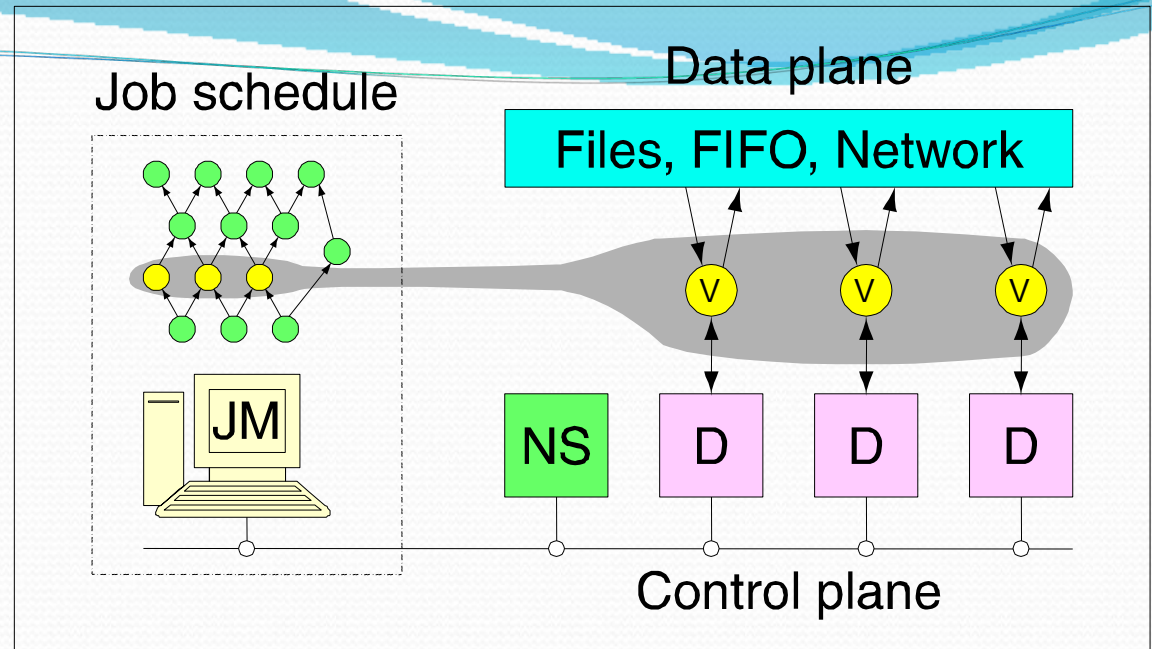 Data plane
Job schedule
Files, FIFO, Network
V V V
JM
NS D D D
Control plane